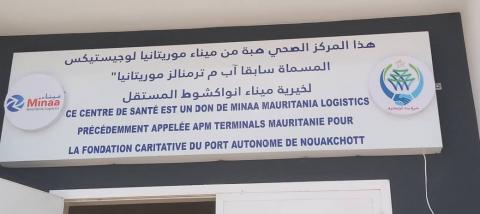 هذا المركز الصحي هبة من ميناء موريتانيا لوجيستيكس
المسماة سابقا آب م ترمنالز موريتانيا"
لخيرية ميناء انواكشوط المستقل
Minaa
CE CENTRE DE SANTÉ EST UN DON DE MINAA MAURITANIA LOGISTICS
PRÉCÉDEMMENT APPELÉE APM TERMINALS MAURITANIE POUR
LA FONDATION CARITATIVE DU PORT AUTONOME DE NOUAKCHOTT